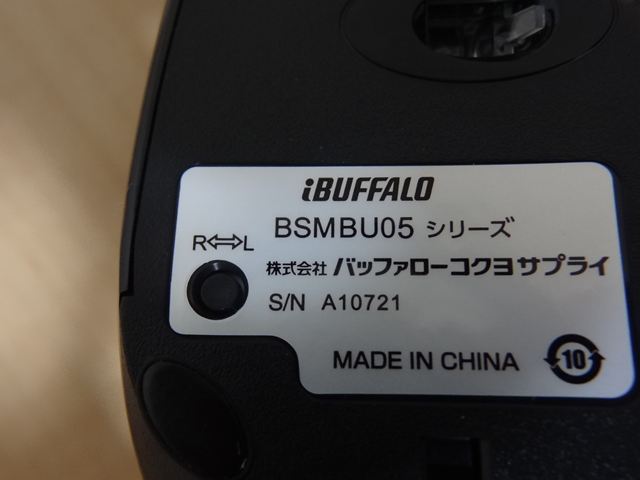 iBUFFALO
BSMBU05 シリーズ
R⇔L
株式会社 バッファローコクヨサプライ
S/N A10721
MADE IN CHINA
10